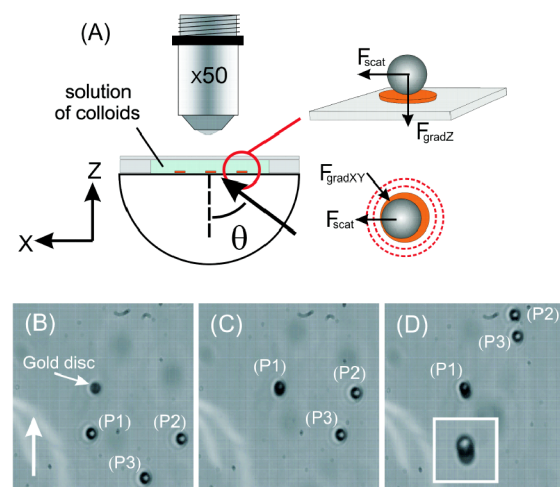 (A)
x50
solution
of colloids
Z
X
θ
Fscat
FgradZ
FgradXY
Fscat
(B)
Gold disc
(P1)
(P2)
(P3)
(C)
(P1)
(P2)
(P3)
(D)
(P2)
(P3)
(P1)